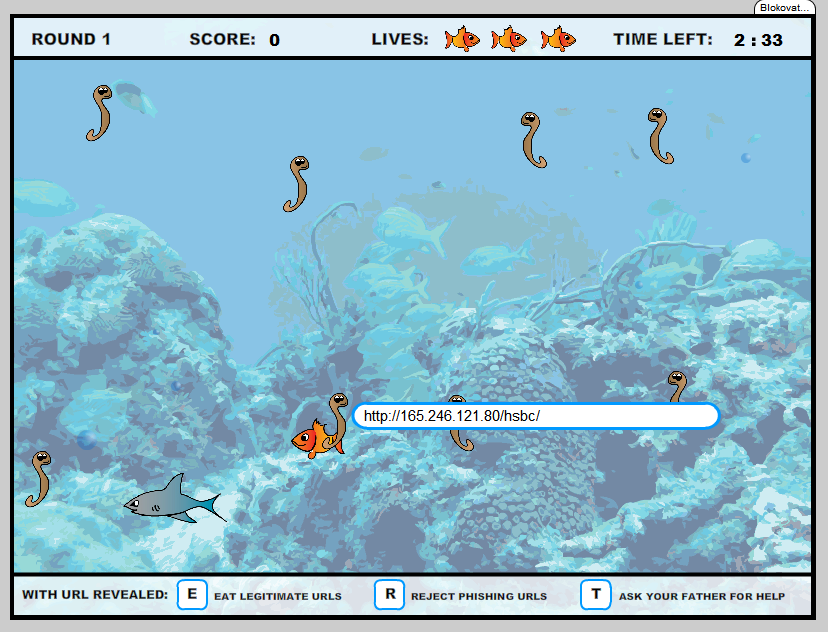 Blokovat...
ROUND 1 SCORE: 0 LIVES: TIME LEFT: 2 : 33
http://165.246.121.80/hsbc/
WITH URL REVEALED: E EAT LEGITIMATE URLS R REJECT PHISHING URLS T ASK YOUR FATHER FOR HELP